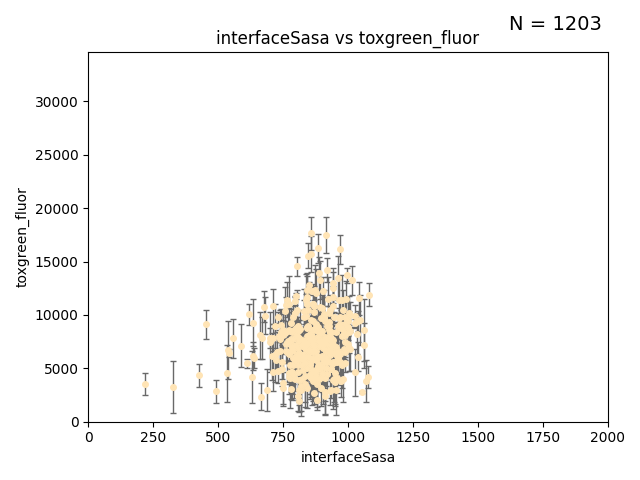 N = 1203
interfaceSasa vs toxgreen_fluor
toxgreen_fluor
30000
25000
20000
15000
10000
5000
0
0 250 500 750 1000 1250 1500 1750 2000
interfaceSasa